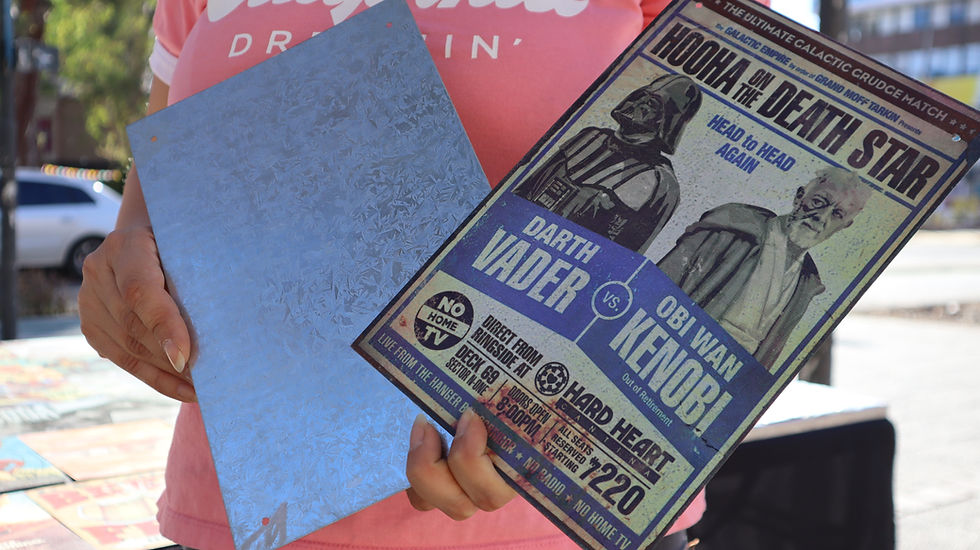 DREAMIN'
★ THE ULTIMATE GALACTIC GRUDGE MATCH ★ ★
the GALACTIC EMPIRE by order of GRAND MOFF TARKIN Presents
HOOHA ON THE DEATH STAR
HEAD to HEAD
AGAIN
DARTH
VADER
VS.
OBI WAN
KENOBI
Out of Retirement
NO
HOME
TV
DIRECT FROM
RINGSIDE AT
DECK 69
SECTOR N-ONE
HARD HEART
CANTINA
DOORS OPEN
8:00PM
ALL SEATS
RESERVED
STARTING
220
LIVE FROM THE HANGER
★ NO RADIO ★ NO HOME TV